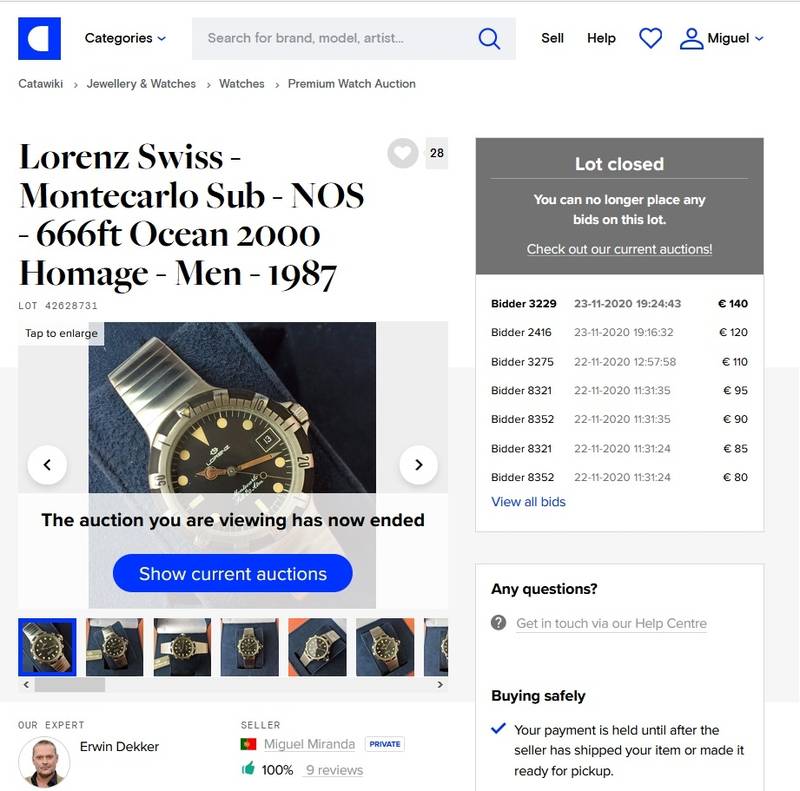 Categories
Search for brand, model, artist...
Sell
Help
Miguel
Catawiki > Jewellery & Watches > Watches > Premium Watch Auction
Lorenz Swiss -
Montecarlo Sub - NOS
- 666ft Ocean 2000
Homage - Men - 1987
28
LOT 42628731
Tap to enlarge
LORENZ
13
20
The auction you are viewing has now ended
Show current auctions
OUR EXPERT
Erwin Dekker
SELLER
Miguel Miranda PRIVATE
100% 9 reviews
Lot closed
You can no longer place any
bids on this lot.
Check out our current auctions!
Bidder 3229 23-11-2020 19:24:43 € 140
Bidder 2416 23-11-2020 19:16:32 € 120
Bidder 3275 22-11-2020 12:57:58 € 110
Bidder 8321 22-11-2020 11:31:35 € 95
Bidder 8352 22-11-2020 11:31:35 € 90
Bidder 8321 22-11-2020 11:31:24 € 85
Bidder 8352 22-11-2020 11:31:24 € 80
View all bids
Any questions?
Get in touch via our Help Centre
Buying safely
Your payment is held until after the
seller has shipped your item or made it
ready for pickup.